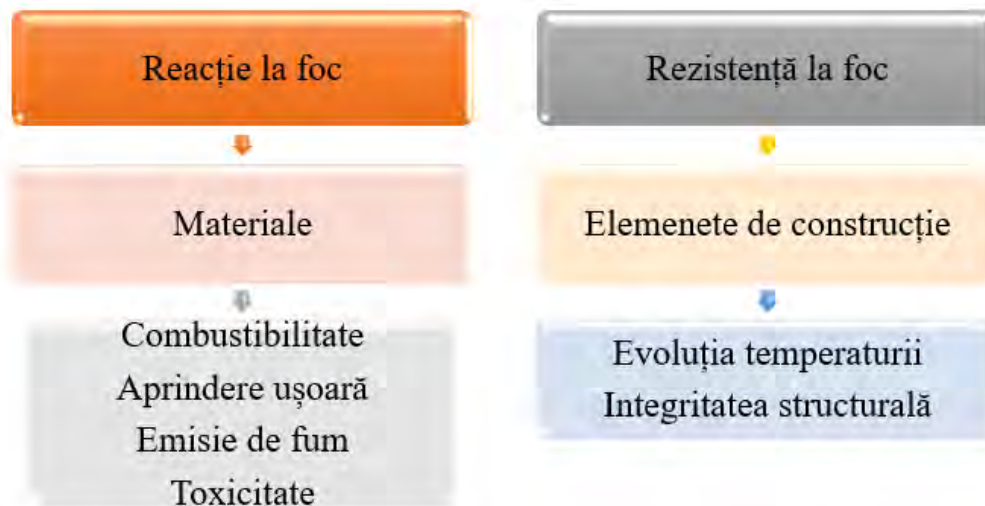 Reacție la foc
Materiale
Combustibilitate
Aprindere ușoară
Emisie de fum
Toxicitate
Rezistență la foc
Elemenete de construcție
Evoluția temperaturii
Integritatea structurală